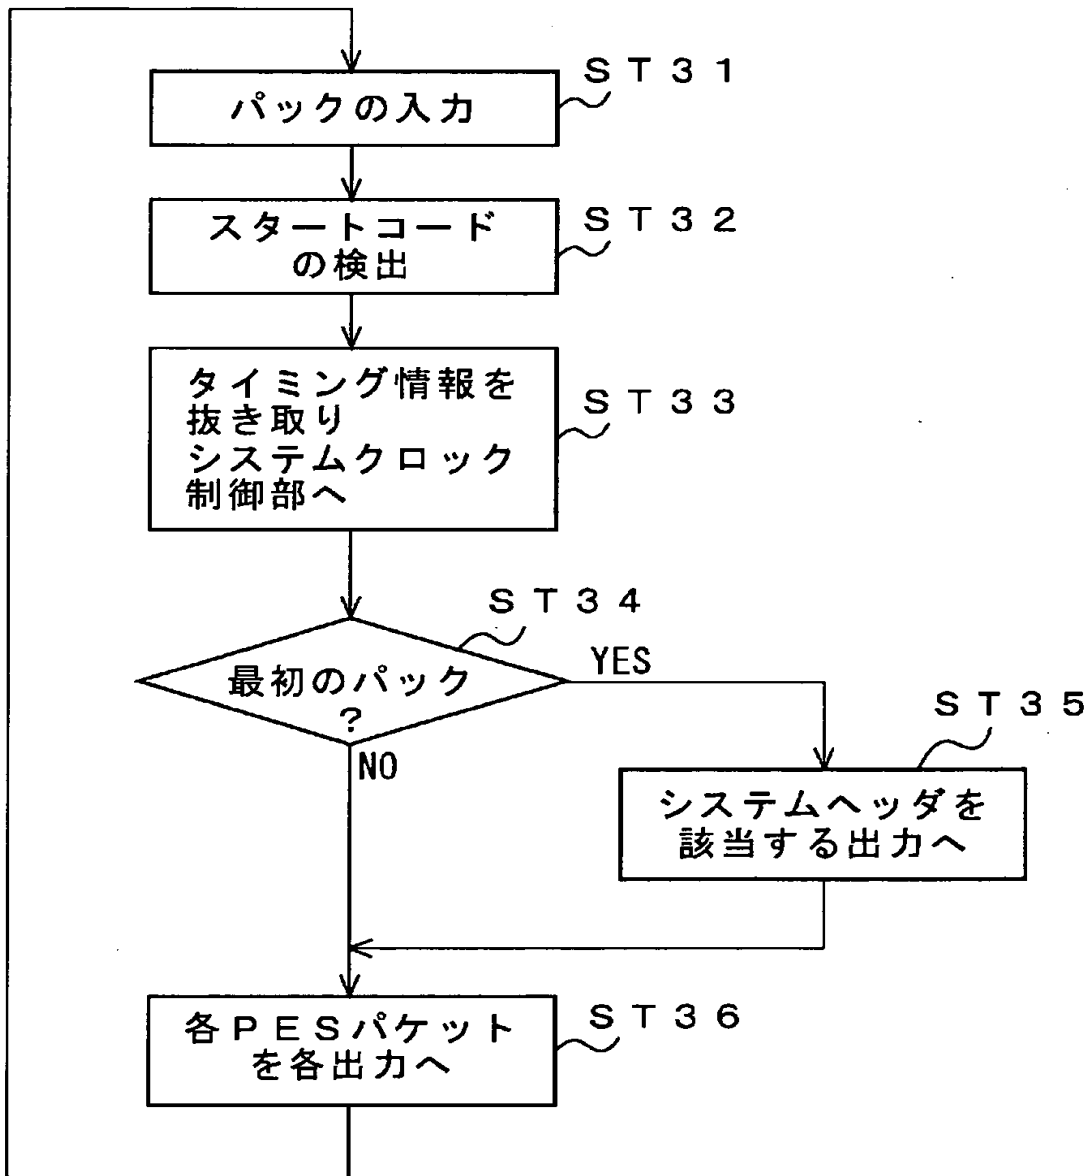 ST31
パックの入力
ST32
スタートコード
の検出
ST33
タイミング情報を
抜き取り
システムクロック
制御部へ
ST34
最初のパック
?
YES
NO
ST35
システムヘッダを
該当する出力へ
ST36
各PESパケット
を各出力へ